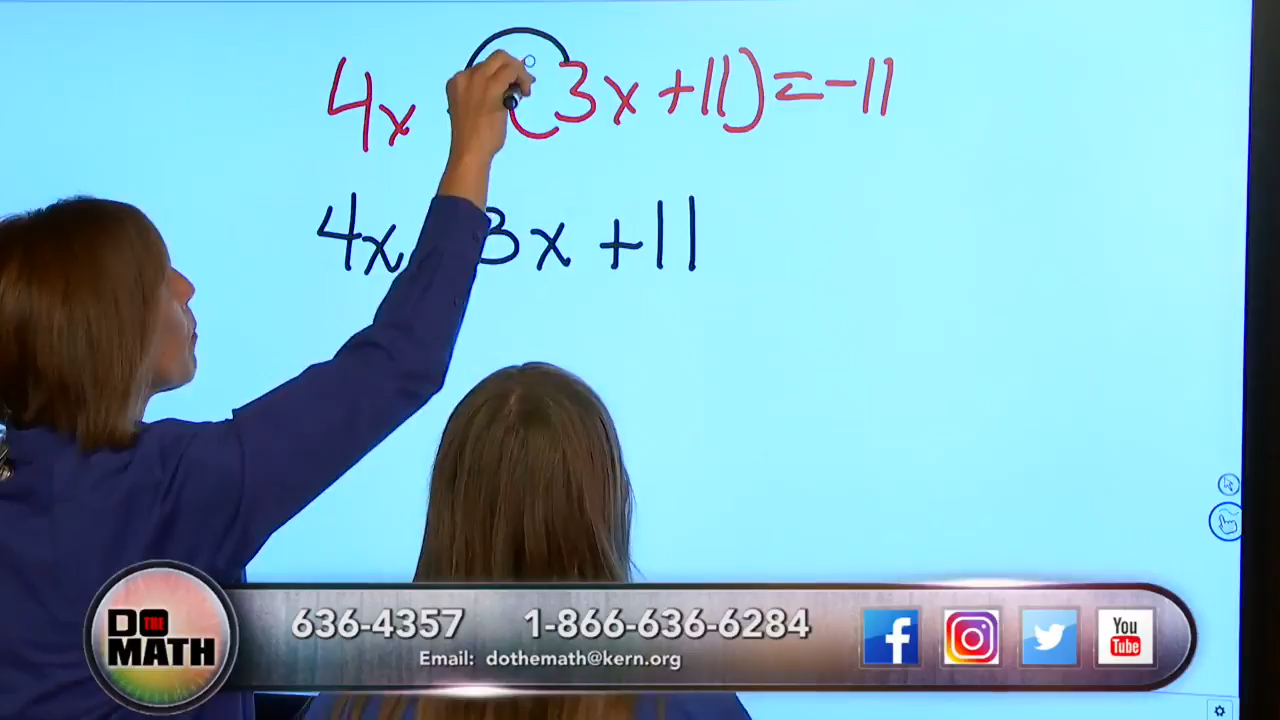 4x (3x+11)=-11
4x 3x +11
DO THE MATH
636-4357 1-866-636-6284
Email: dothemath@kern.org
You Tube